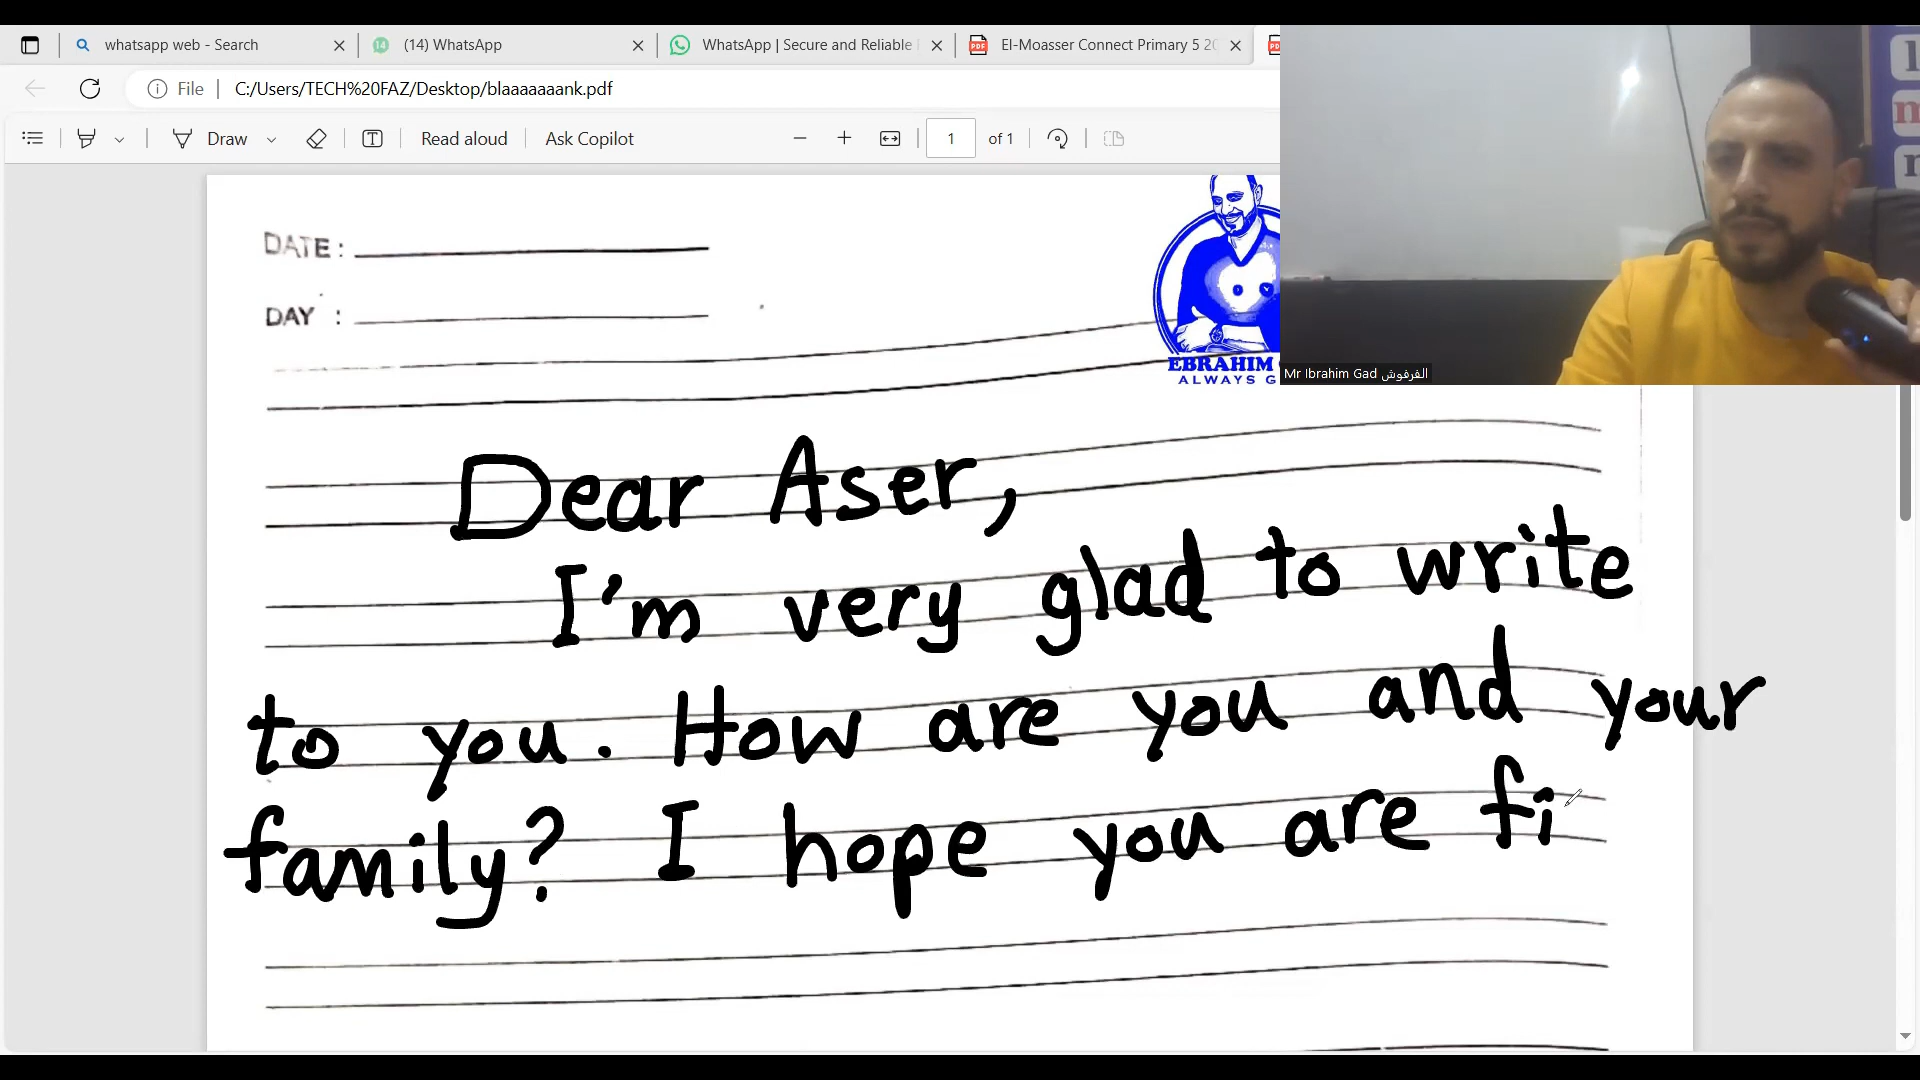 whatsapp web - Search
(14) WhatsApp
WhatsApp | Secure and Reliable
El-Moasser Connect Primary 5 20
File
C:/Users/TECH%20FAZ/Desktop/blaaaaaaank.pdf
Draw
Read aloud
Ask Copilot
1
of 1
DATE :
DAY :
EBRAHIM
ALWAYS G
Mr Ibrahim Gad الفرفوش
Dear Aser,
I'm very glad to write
to you. How are you and your
family? I hope you are fi